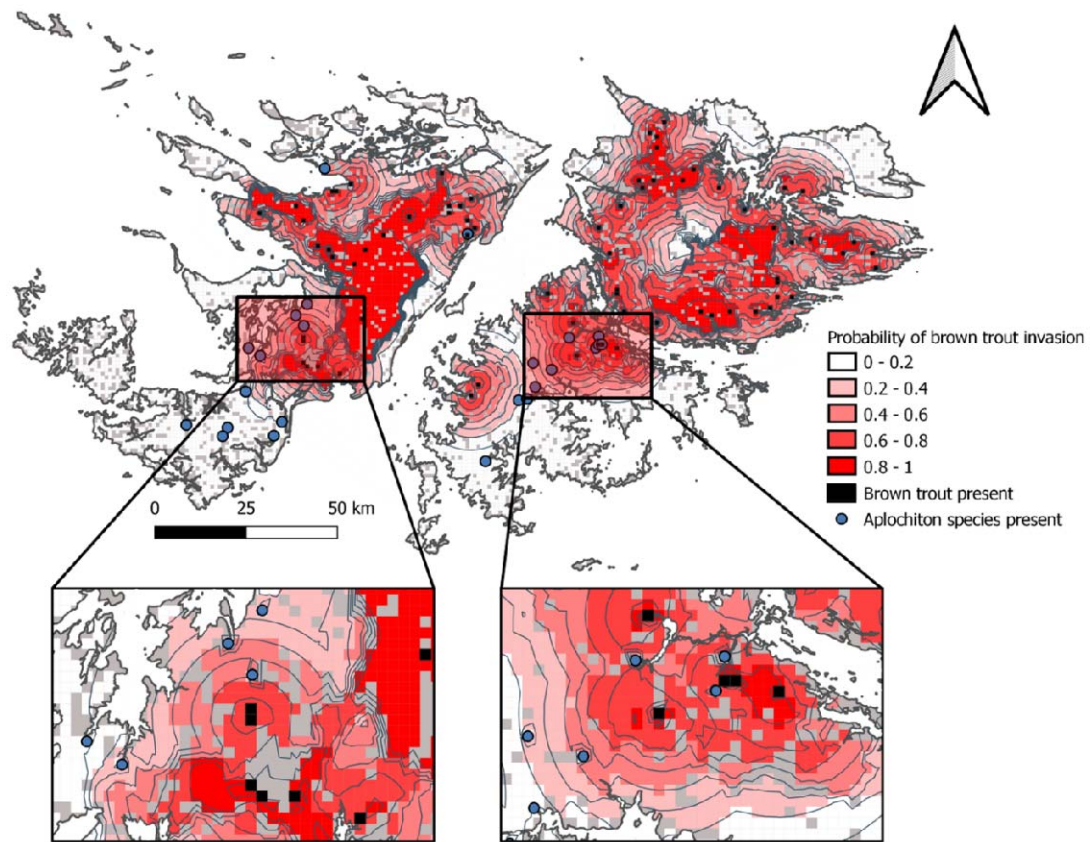 Probability of brown trout invasion
0 - 0.2
0.2 - 0.4
0.4 - 0.6
0.6 - 0.8
0.8 - 1
Brown trout present
Aplochiton species present
0 25 50 km